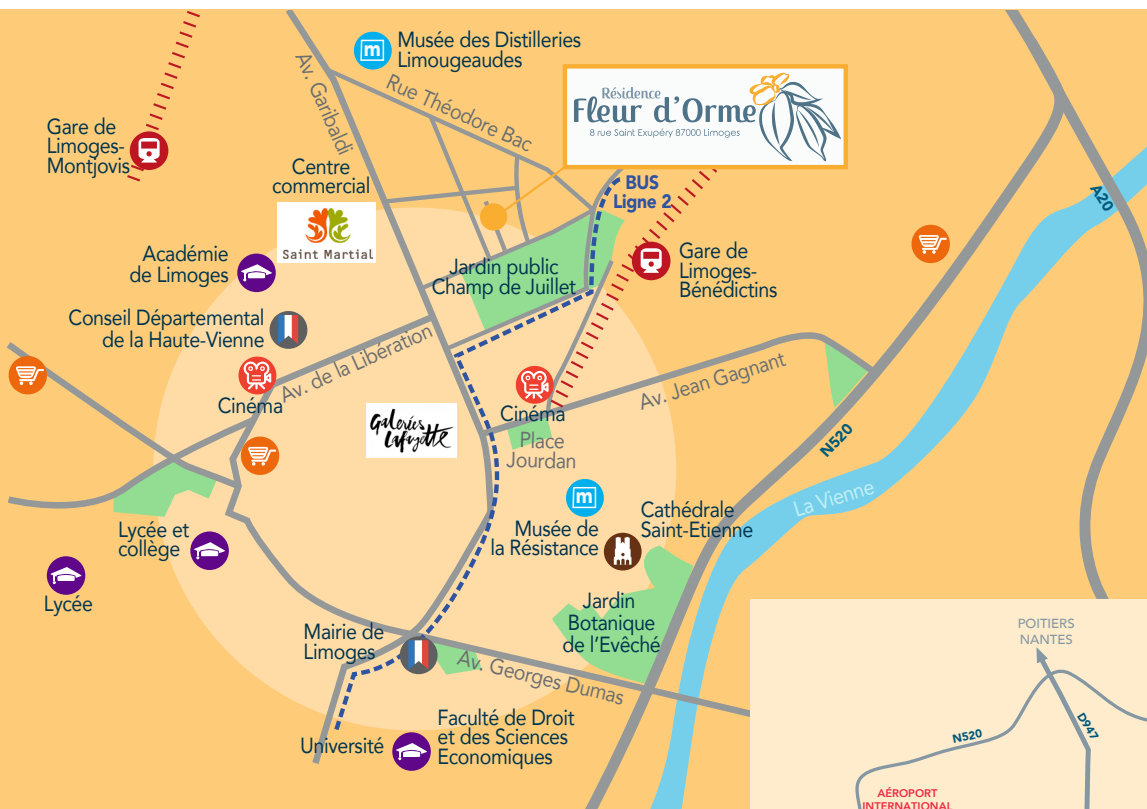 Musée des Distilleries
Limougeaudes
Av. Garibaldi
Rue Théodore Bac
Résidence
Fleur d'Orme
8 rue Saint Exupéry 87000 Limoges
Gare de
Limoges-
Montjovis
Centre
commercial
Saint Martial
BUS
Ligne 2
A20
Académie
de Limoges
Jardin public
Champ de Juillet
Gare de
Limoges-
Bénédictins
Conseil Départemental
de la Haute-Vienne
Av. de la Libération
Cinéma
Galeries
Lafayette
Cinéma
Av. Jean Gagnant
Place
Jourdan
N520
La Vienne
Musée de
la Résistance
Cathédrale
Saint-Etienne
Lycée et
collège
Lycée
Jardin
Botanique
de l'Evêché
Mairie de
Limoges
Av. Georges Dumas
Université
Faculté de Droit
et des Sciences
Economiques
POITIERS
NANTES
N520
D947
AÉROPORT
INTERNATIONAL